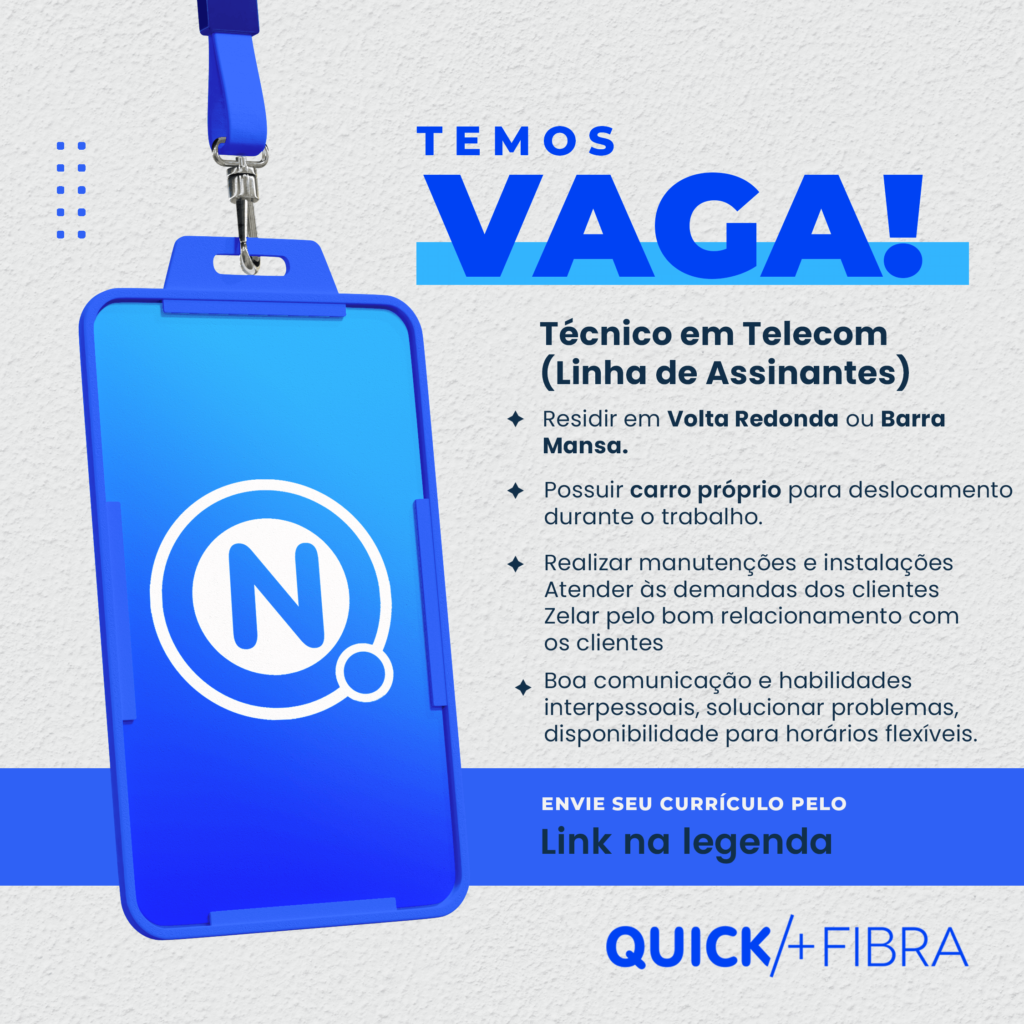 TEMOS
VAGA!
Técnico em Telecom
(Linha de Assinantes)
Residir em Volta Redonda ou Barra
Mansa.
Possuir carro próprio para deslocamento
durante o trabalho.
Realizar manutenções e instalações
Atender às demandas dos clientes
Zelar pelo bom relacionamento com
os clientes
Boa comunicação e habilidades
interpessoais, solucionar problemas,
disponibilidade para horários flexíveis.
N
ENVIE SEU CURRÍCULO PELO
Link na legenda
QUICK/+FIBRA